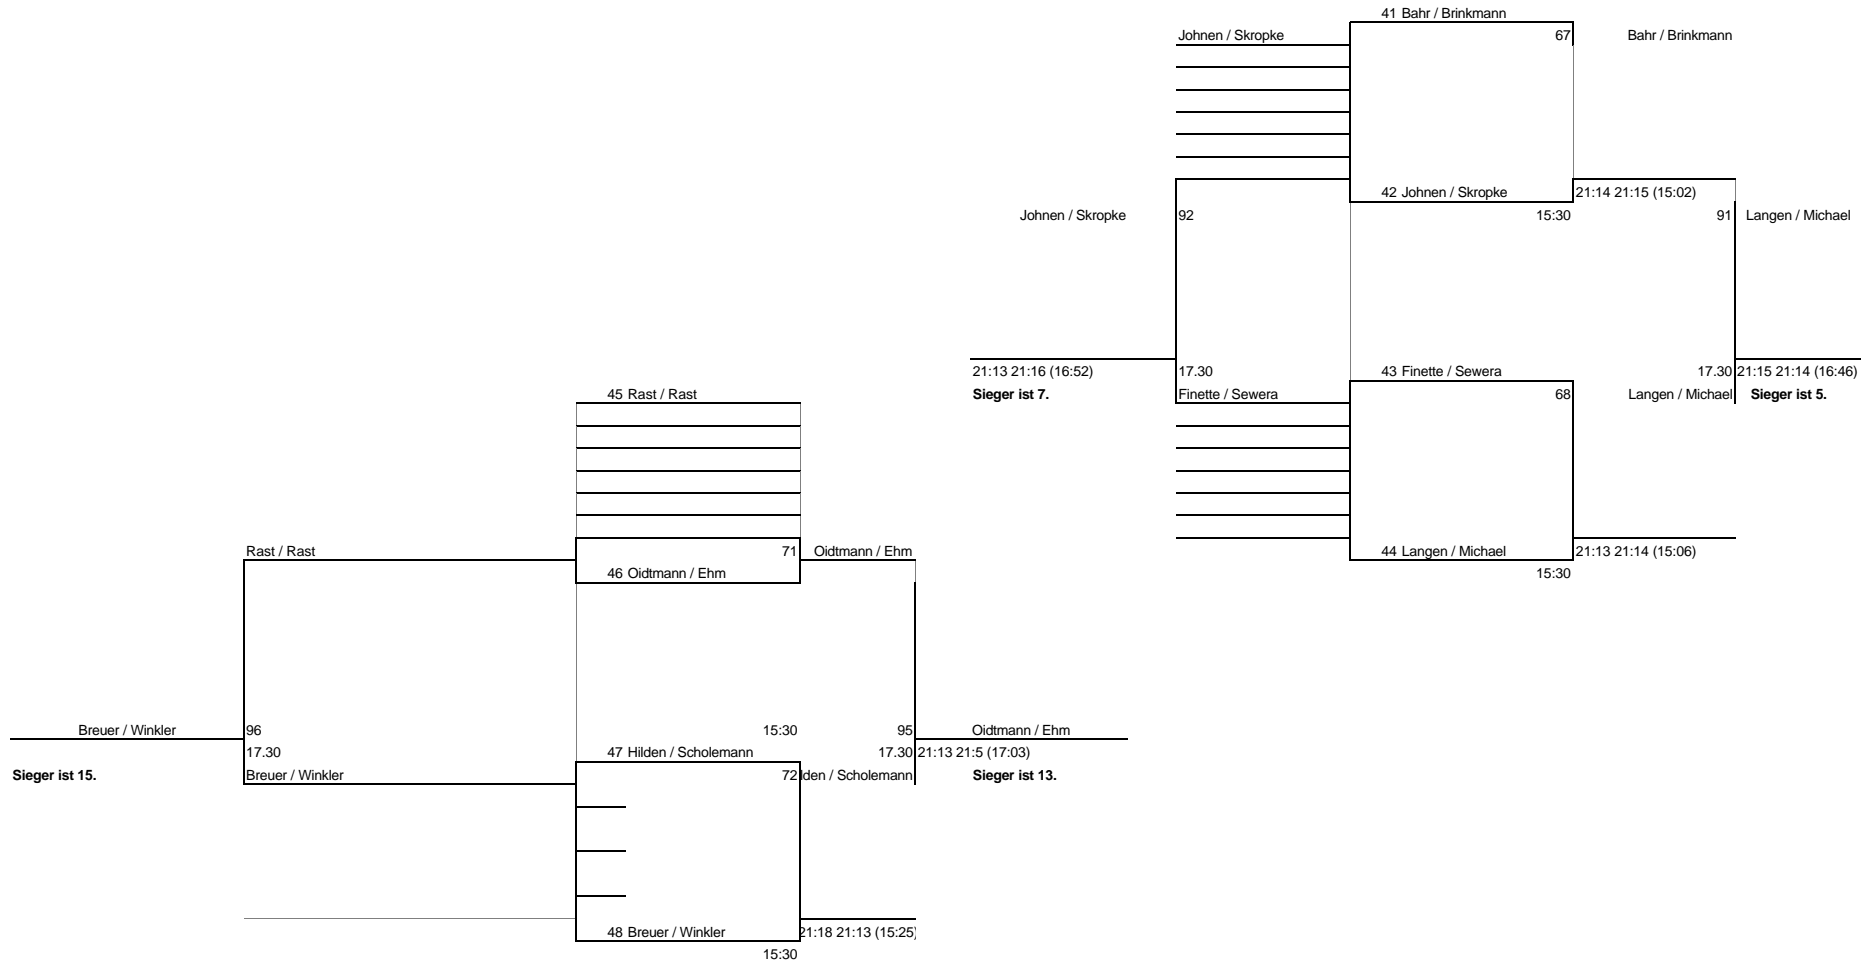 41 Bahr / Brinkmann
Johnen / Skropke 67 Bahr / Brinkmann
42 Johnen / Skropke 21:14 21:15 (15:02)
Johnen / Skropke 92 15:30 91 Langen / Michael
21:13 21:16 (16:52) 17.30 43 Finette / Sewera 17.30 21:15 21:14 (16:46)
45 Rast / Rast Sieger ist 7. Finette / Sewera 68 Langen / Michael Sieger ist 5.
Rast / Rast 71 Oidtmann / Ehm 44 Langen / Michael 21:13 21:14 (15:06)
46 Oidtmann / Ehm 15:30
Breuer / Winkler 96 15:30 95 Oidtmann / Ehm
17.30 47 Hilden / Scholemann 17.30 21:13 21:5 (17:03)
Sieger ist 15. Breuer / Winkler 72 lden / Scholemann Sieger ist 13.
48 Breuer / Winkler 21:18 21:13 (15:25)
15:30